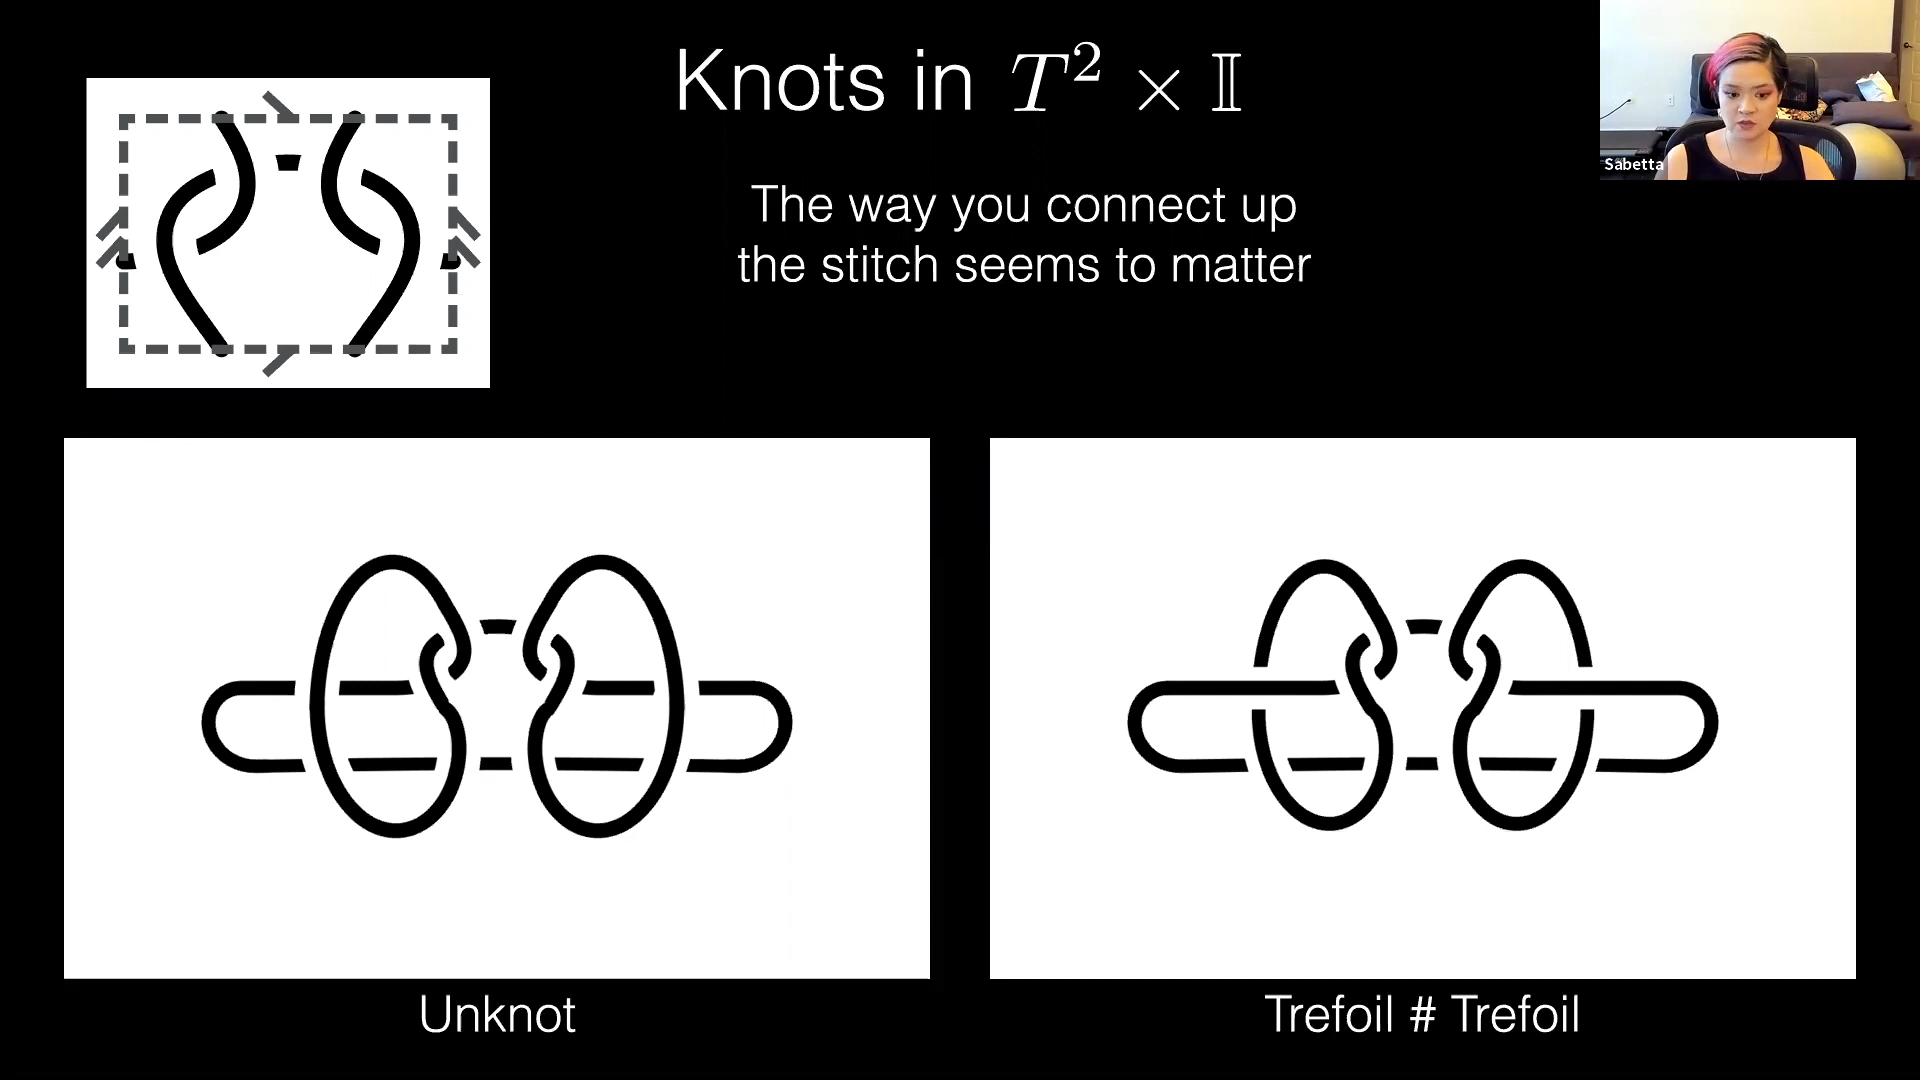 Knots in T² × 𝕀
Sabetta
The way you connect up
the stitch seems to matter
Unknot
Trefoil # Trefoil